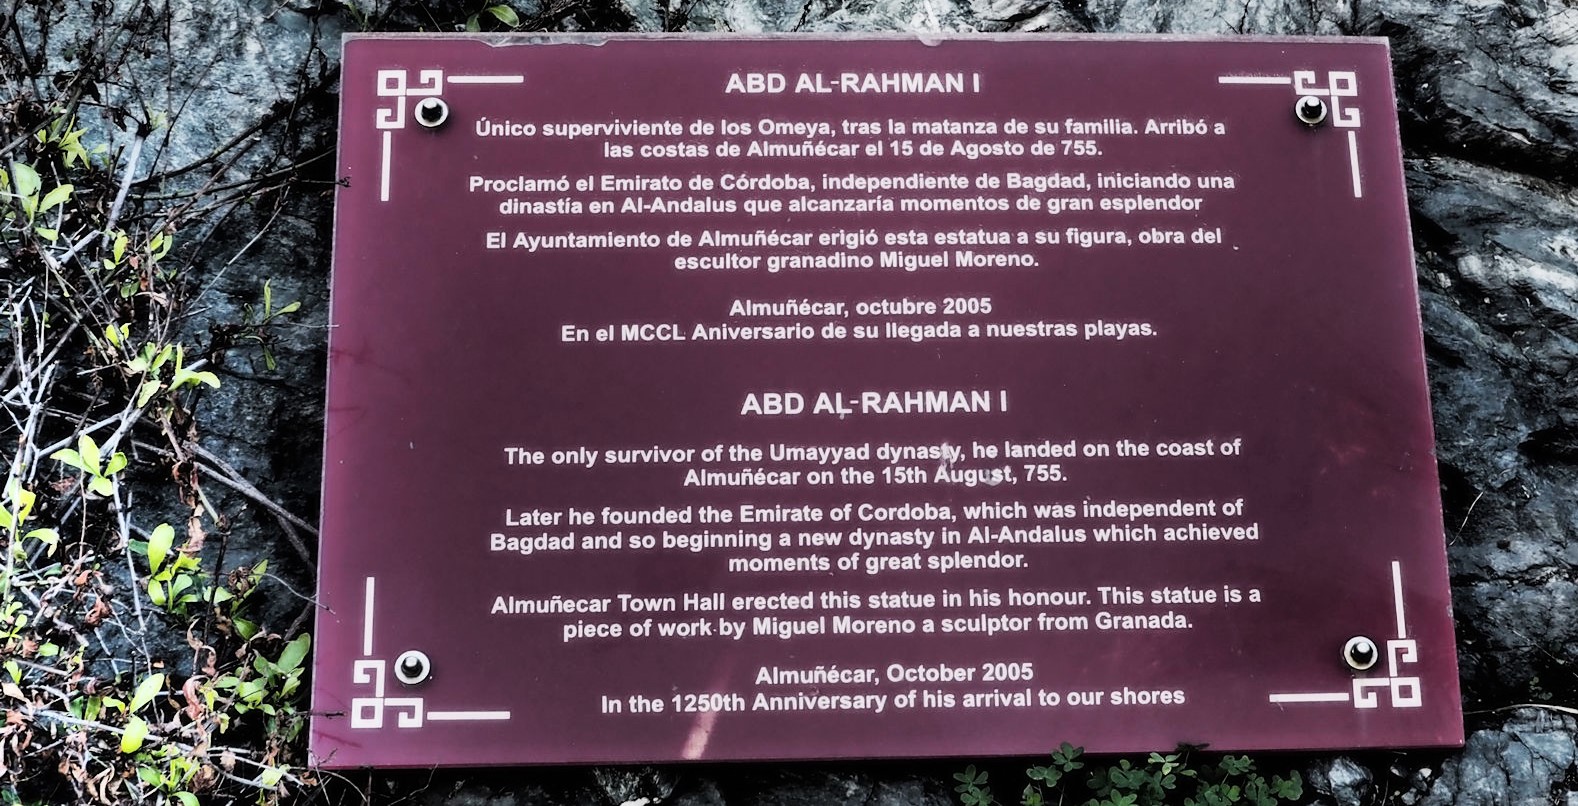 ABD AL-RAHMAN I
Único superviviente de los Omeya, tras la matanza de su familia. Arribó a
las costas de Almuñécar el 15 de Agosto de 755.
Proclamó el Emirato de Córdoba, independiente de Bagdad, iniciando una
dinastía en Al-Andalus que alcanzaría momentos de gran esplendor
El Ayuntamiento de Almuñécar erigió esta estatua a su figura, obra del
escultor granadino Miguel Moreno.
Almuñécar, octubre 2005
En el MCCL Aniversario de su llegada a nuestras playas.
ABD AL-RAHMAN I
The only survivor of the Umayyad dynasty, he landed on the coast of
Almuñécar on the 15th August, 755.
Later he founded the Emirate of Cordoba, which was independent of
Bagdad and so beginning a new dynasty in Al-Andalus which achieved
moments of great splendor.
Almuñecar Town Hall erected this statue in his honour. This statue is a
piece of work by Miguel Moreno a sculptor from Granada.
Almuñécar, October 2005
In the 1250th Anniversary of his arrival to our shores